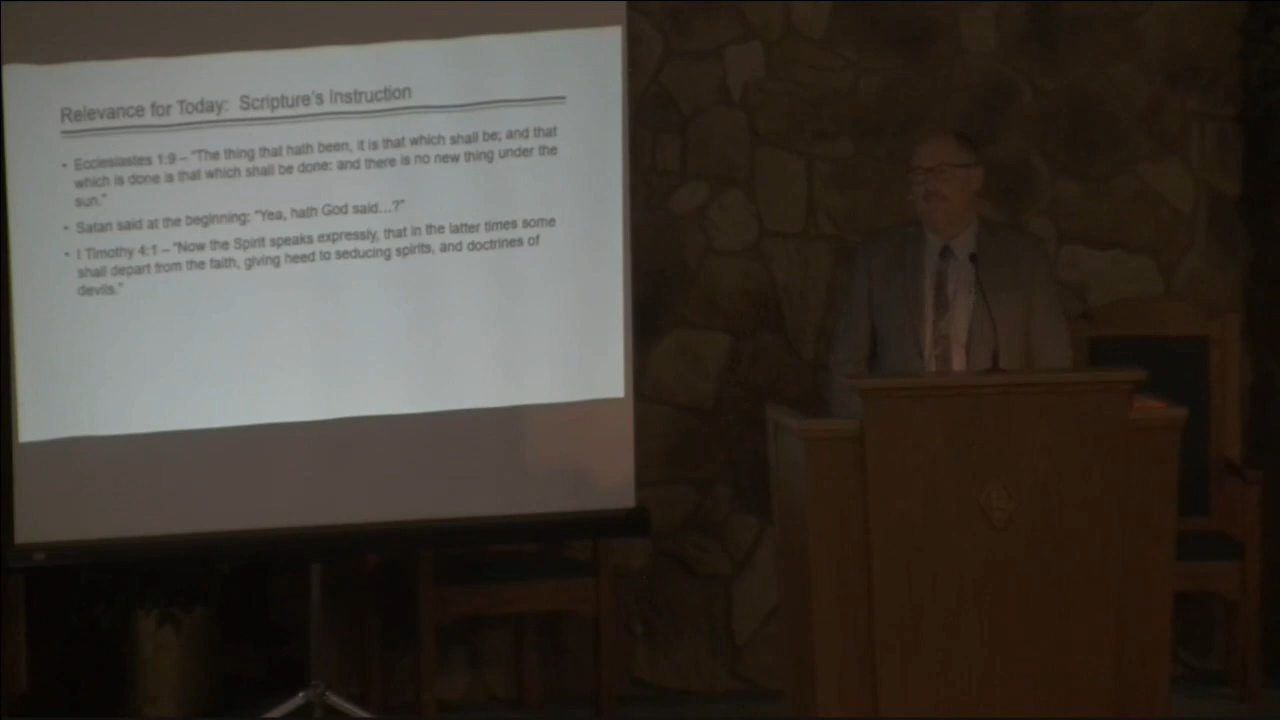 Relevance for Today: Scripture's Instruction
• Ecclesiastes 1:9 – "The thing that hath been, it is that which shall be; and that
which is done is that which shall be done: and there is no new thing under the
sun."
• Satan said at the beginning: "Yea, hath God said…?"
• I Timothy 4:1 – "Now the Spirit speaks expressly, that in the latter times some
shall depart from the faith, giving heed to seducing spirits, and doctrines of
devils."